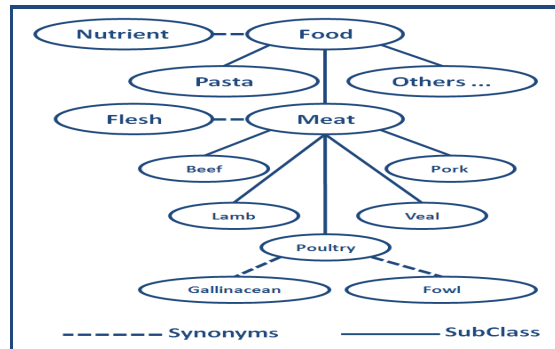 Nutrient Food
Pasta Others ...
Flesh Meat
Beef Pork
Lamb Veal
Poultry
Gallinacean Fowl
Synonyms SubClass